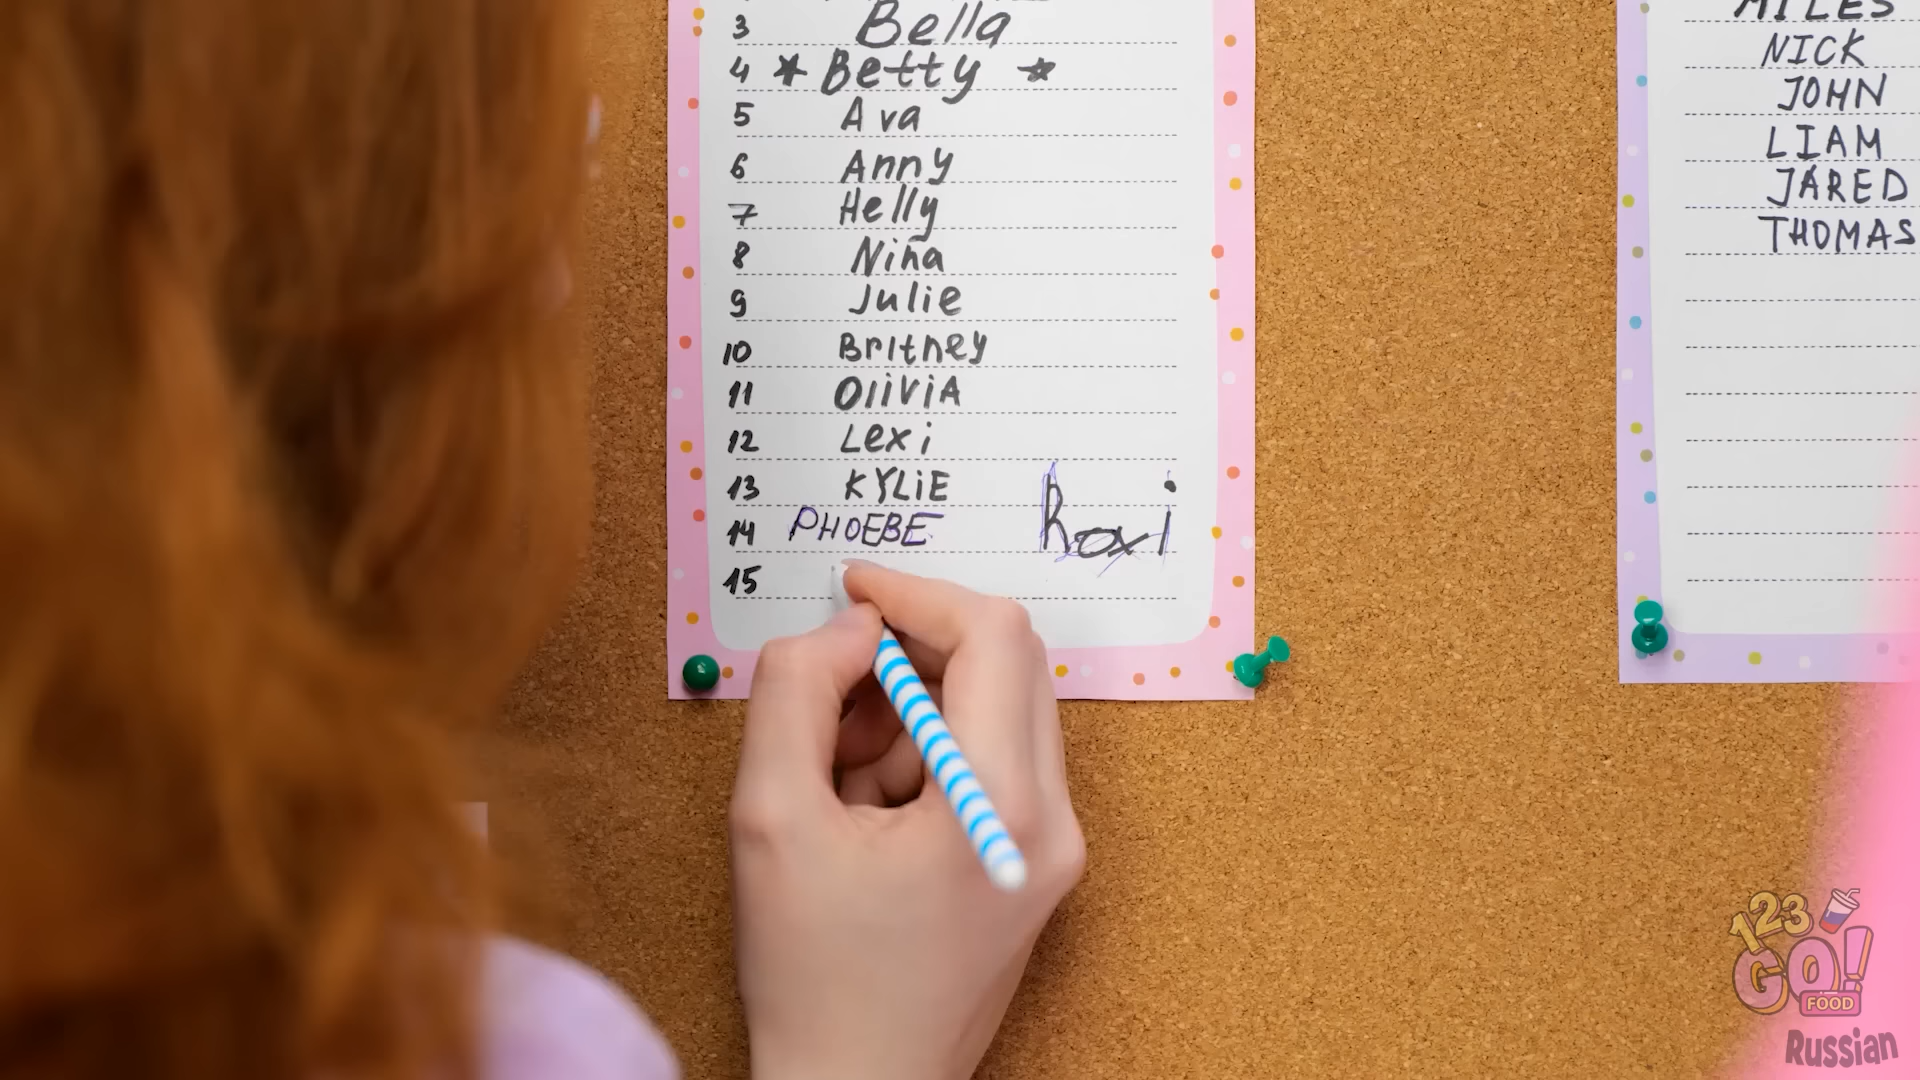 3 Bella
4 * Betty *
5 Ava
6 Anny
7 Helly
8 Nina
9 Julie
10 Britney
11 OliviA
12 Lexi
13 KYLiE
14 PHOEBE
Roxi
15
MILES
NICK
JOHN
LIAM
JARED
THOMAS
123
GO!
FOOD
Russian